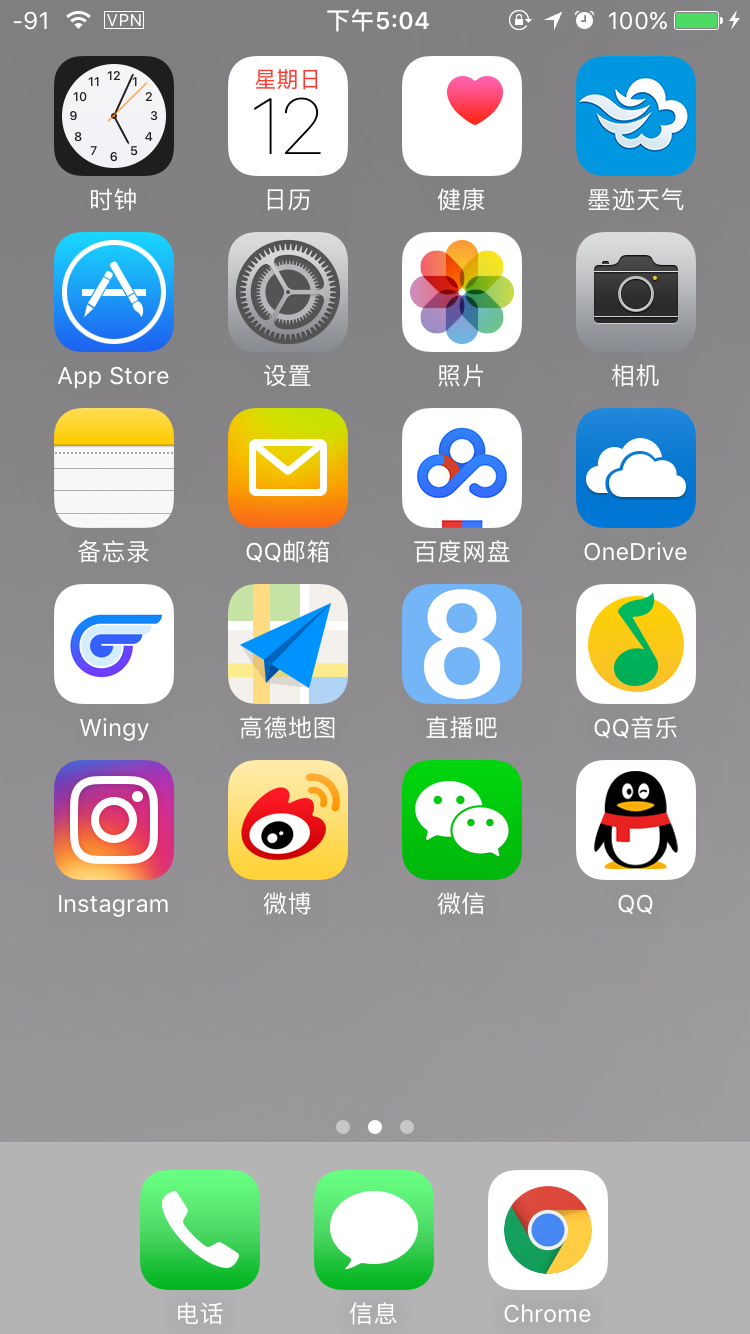 -91 VPN 下午5:04 100%
12 1 2 3 4 5 6 7 8 9 10 11
星期日
12
时钟 日历 健康 墨迹天气
App Store 设置 照片 相机
备忘录 QQ邮箱 百度网盘 OneDrive
8
Wingy 高德地图 直播吧 QQ音乐
Instagram 微博 微信 QQ
电话 信息 Chrome